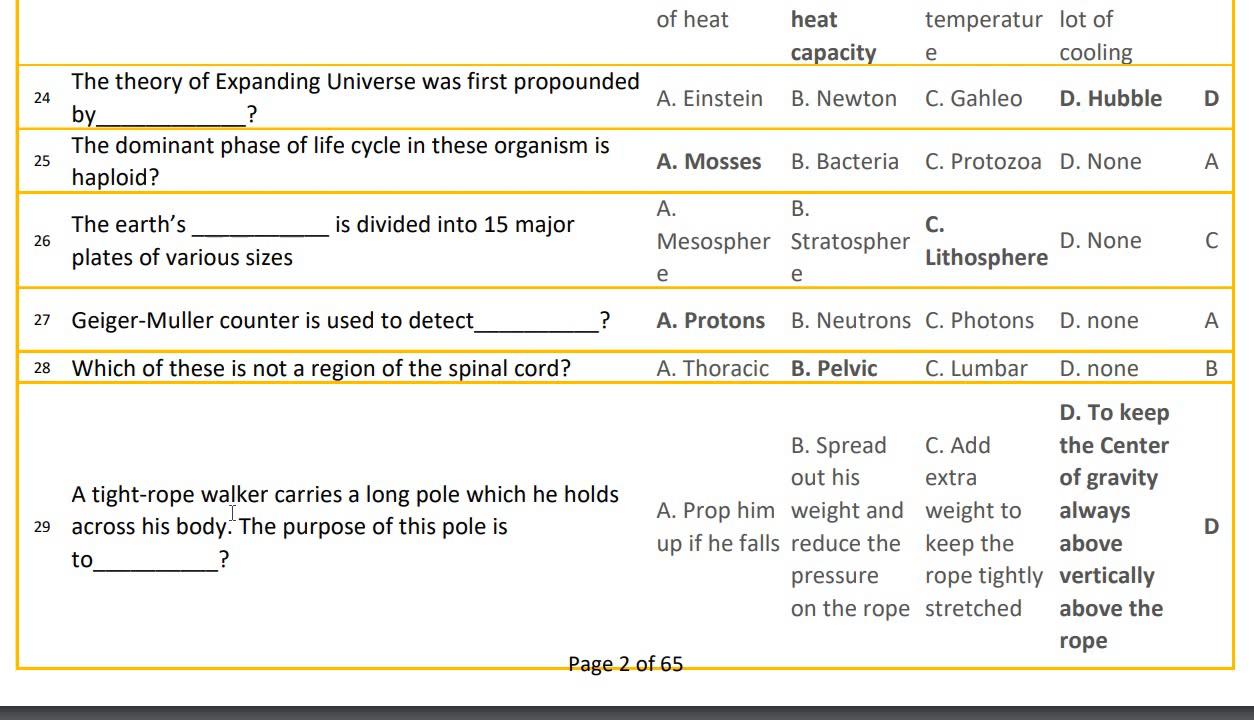 of heat
heat
capacity
temperatur
e
lot of
cooling
24
The theory of Expanding Universe was first propounded
by____________?
A. Einstein
B. Newton
C. Gahleo
D. Hubble
D
25
The dominant phase of life cycle in these organism is
haploid?
A. Mosses
B. Bacteria
C. Protozoa
D. None
A
26
The earth’s ___________ is divided into 15 major
plates of various sizes
A.
Mesospher
e
B.
Stratospher
e
C.
Lithosphere
D. None
C
27
Geiger-Muller counter is used to detect__________?
A. Protons
B. Neutrons
C. Photons
D. none
A
28
Which of these is not a region of the spinal cord?
A. Thoracic
B. Pelvic
C. Lumbar
D. none
B
29
A tight-rope walker carries a long pole which he holds
across his body. The purpose of this pole is
to__________?
A. Prop him
up if he falls
B. Spread
out his
weight and
reduce the
pressure
on the rope
C. Add
extra
weight to
keep the
rope tightly
stretched
D. To keep
the Center
of gravity
always
above
vertically
above the
rope
D
Page 2 of 65